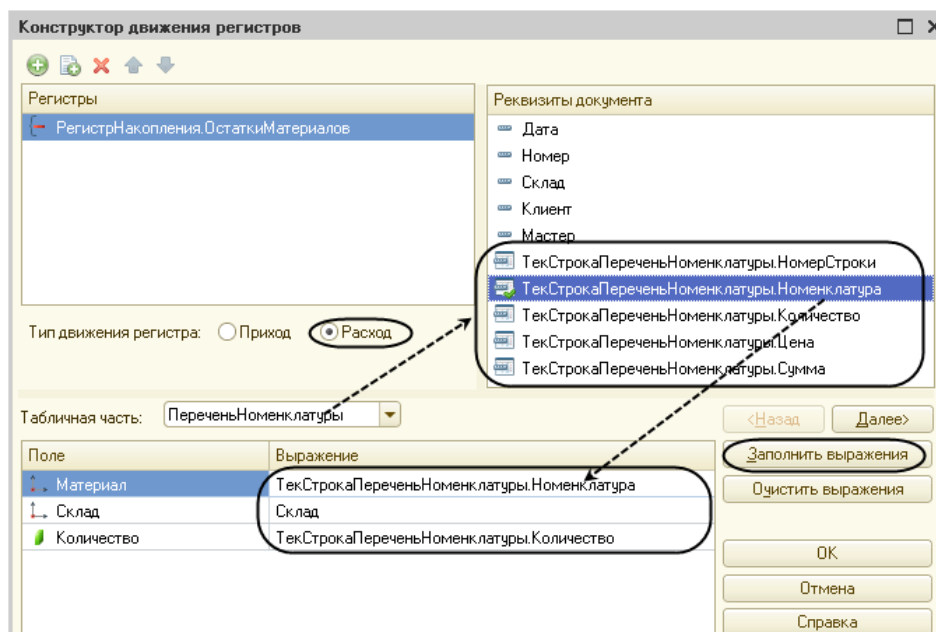 Конструктор движения регистров
Регистры
РегистрНакопления.ОстаткиМатериалов
Реквизиты документа
Дата
Номер
Склад
Клиент
Мастер
ТекСтрокаПереченьНоменклатуры.НомерСтроки
ТекСтрокаПереченьНоменклатуры.Номенклатура
ТекСтрокаПереченьНоменклатуры.Количество
ТекСтрокаПереченьНоменклатуры.Цена
ТекСтрокаПереченьНоменклатуры.Сумма
Тип движения регистра: Приход Расход
Табличная часть: ПереченьНоменклатуры
<Назад Далее>
Поле Выражение
Материал ТекСтрокаПереченьНоменклатуры.Номенклатура
Склад Склад
Количество ТекСтрокаПереченьНоменклатуры.Количество
Заполнить выражения
Очистить выражения
ОК
Отмена
Справка